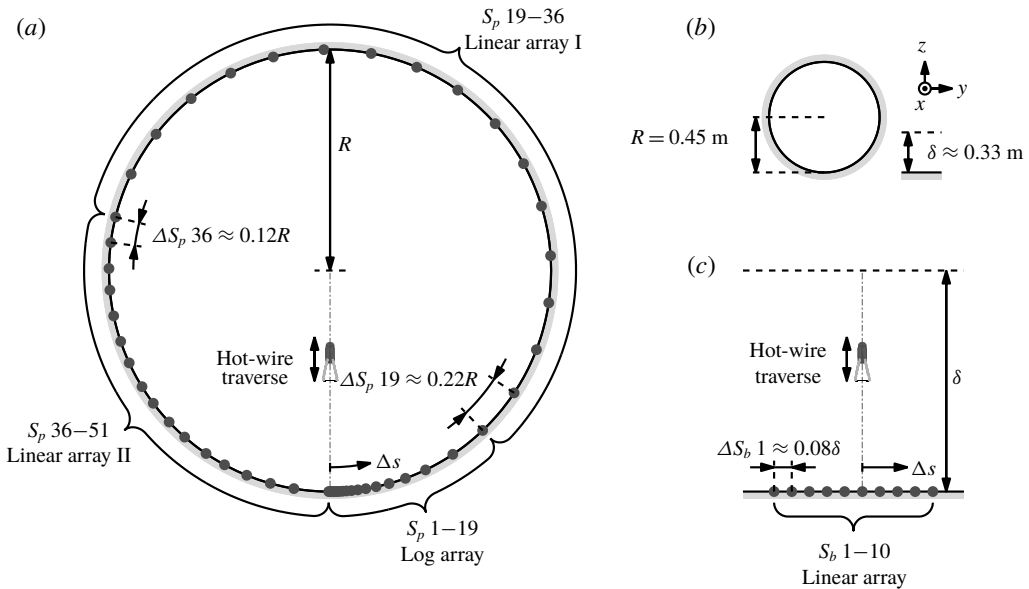 (a)
S_p 19–36
Linear array I
R
ΔS_p 36 ≈ 0.12R
Hot-wire
traverse
ΔS_p 19 ≈ 0.22R
S_p 36–51
Linear array II
Δs
S_p 1–19
Log array
(b)
z
y
x
R = 0.45 m
δ ≈ 0.33 m
(c)
Hot-wire
traverse
δ
ΔS_b 1 ≈ 0.08δ
Δs
S_b 1–10
Linear array